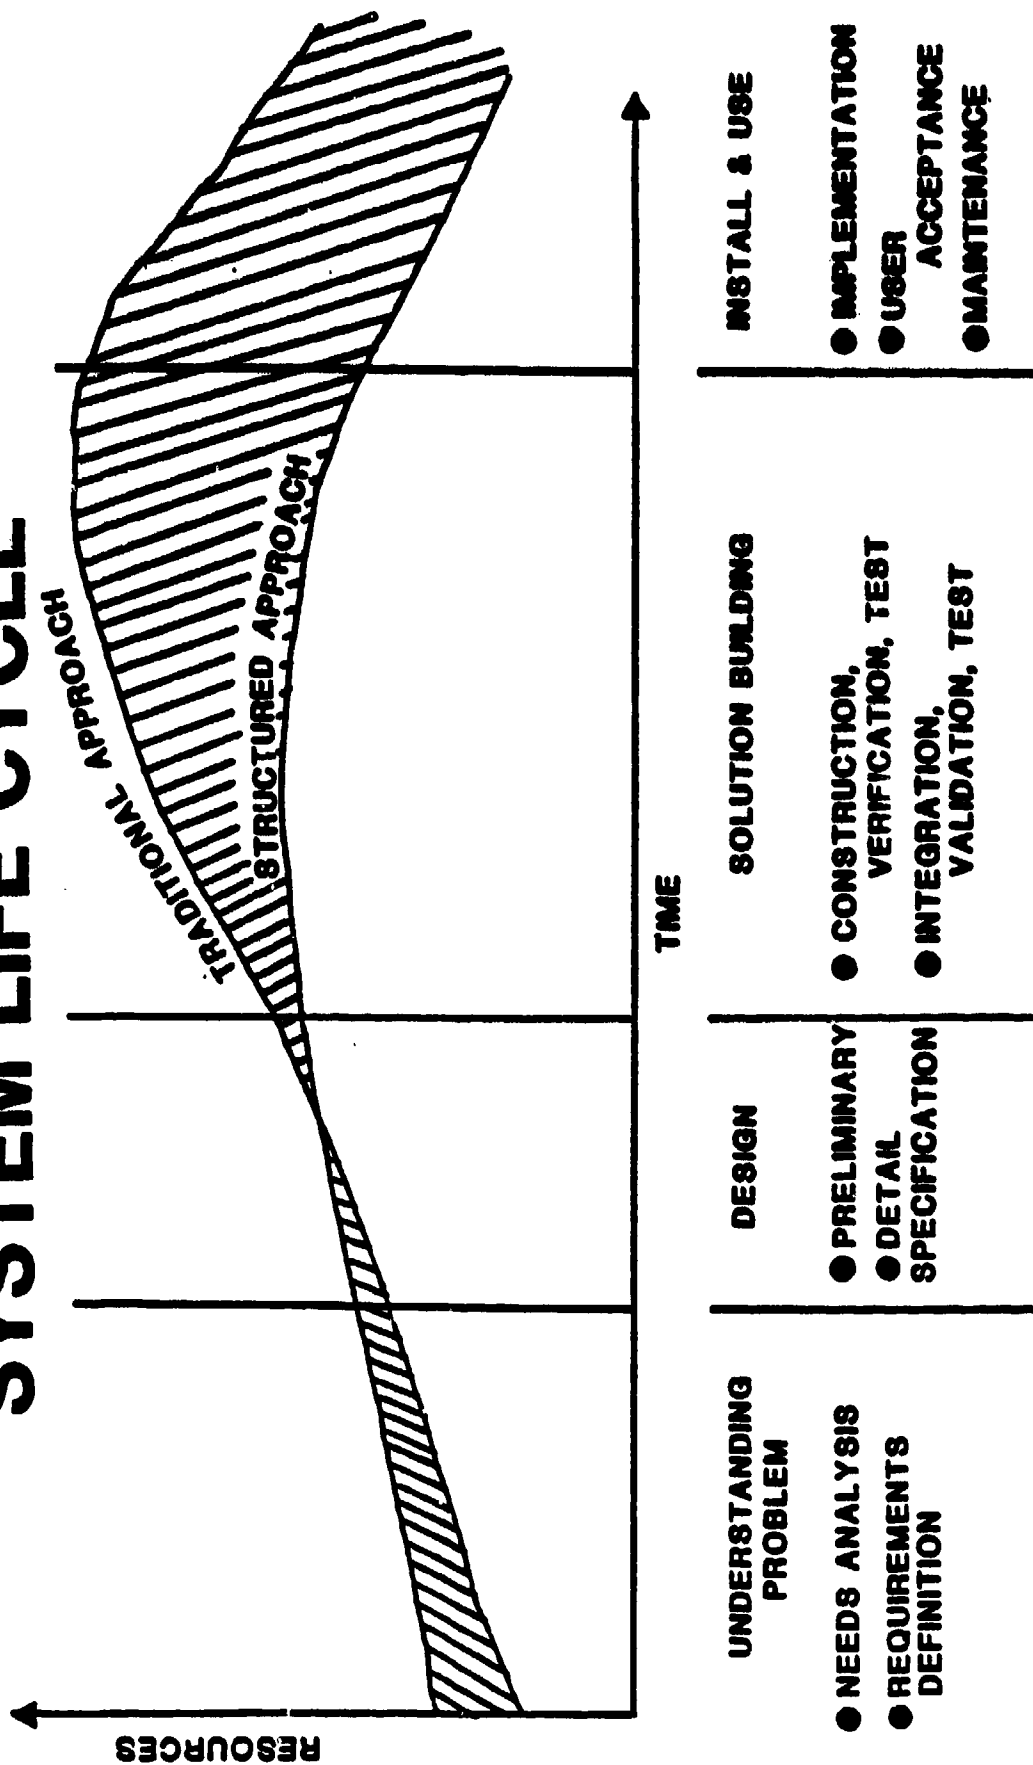 SYSTEM LIFE CYCLE
RESOURCES
TRADITIONAL APPROACH
STRUCTURED APPROACH
TIME
UNDERSTANDING
PROBLEM
● NEEDS ANALYSIS
● REQUIREMENTS
DEFINITION
DESIGN
● PRELIMINARY
● DETAIL
SPECIFICATION
SOLUTION BUILDING
● CONSTRUCTION,
VERIFICATION, TEST
● INTEGRATION,
VALIDATION, TEST
INSTALL & USE
● IMPLEMENTATION
● USER
ACCEPTANCE
● MAINTENANCE